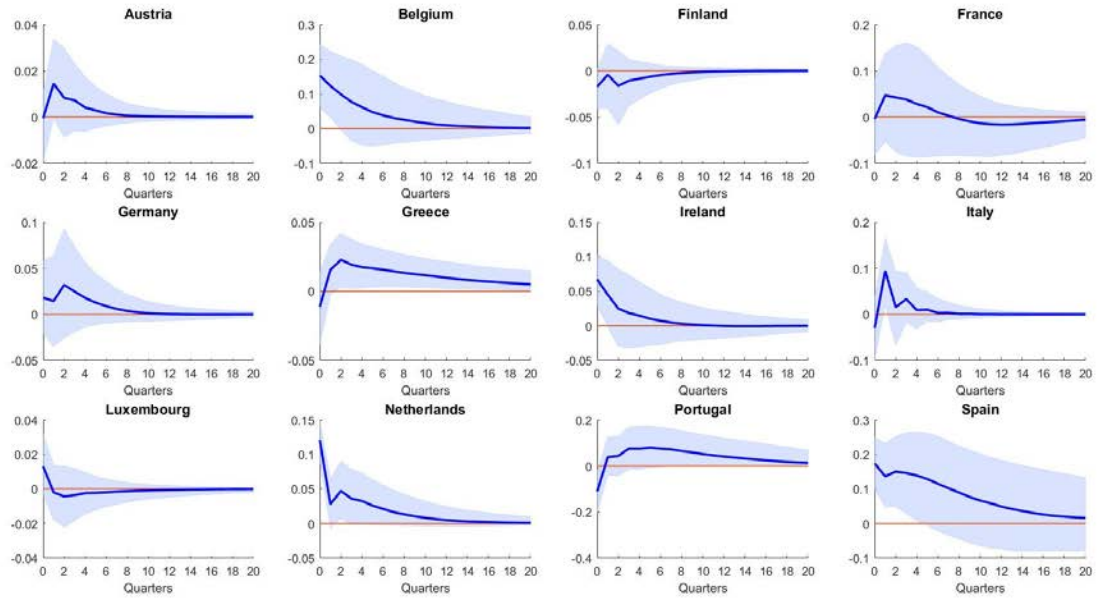 Austria
0.04
0.02
0
-0.02
0 2 4 6 8 10 12 14 16 18 20
Quarters
Belgium
0.3
0.2
0.1
0
-0.1
0 2 4 6 8 10 12 14 16 18 20
Quarters
Finland
0.05
0
-0.05
-0.1
0 2 4 6 8 10 12 14 16 18 20
Quarters
France
0.2
0.1
0
-0.1
0 2 4 6 8 10 12 14 16 18 20
Quarters
Germany
0.1
0.05
0
-0.05
0 2 4 6 8 10 12 14 16 18 20
Quarters
Greece
0.05
0
-0.05
0 2 4 6 8 10 12 14 16 18 20
Quarters
Ireland
0.15
0.1
0.05
0
-0.05
0 2 4 6 8 10 12 14 16 18 20
Quarters
Italy
0.2
0.1
0
-0.1
0 2 4 6 8 10 12 14 16 18 20
Quarters
Luxembourg
0.04
0.02
0
-0.02
-0.04
0 2 4 6 8 10 12 14 16 18 20
Quarters
Netherlands
0.15
0.1
0.05
0
-0.05
0 2 4 6 8 10 12 14 16 18 20
Quarters
Portugal
0.2
0
-0.2
-0.4
0 2 4 6 8 10 12 14 16 18 20
Quarters
Spain
0.3
0.2
0.1
0
-0.1
0 2 4 6 8 10 12 14 16 18 20
Quarters